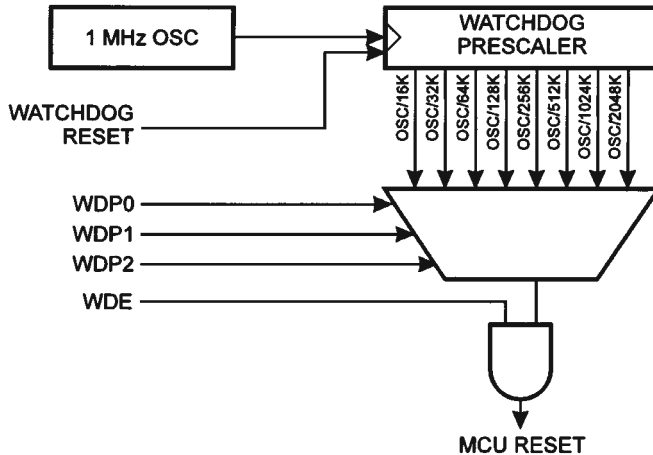 1 MHz OSC
WATCHDOG
PRESCALER
WATCHDOG
RESET
OSC/16K
OSC/32K
OSC/64K
OSC/128K
OSC/256K
OSC/512K
OSC/1024K
OSC/2048K
WDP0
WDP1
WDP2
WDE
MCU RESET